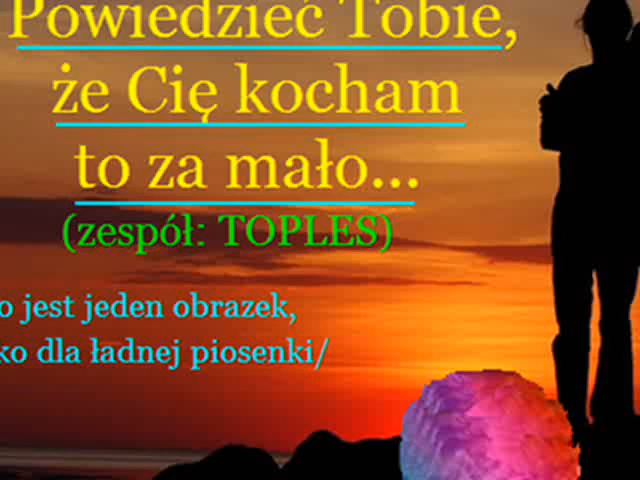 Powiedzieć Tobie,
że Cię kocham
to za mało...
(zespół: TOPLES)
o jest jeden obrazek,
ko dla ładnej piosenki/